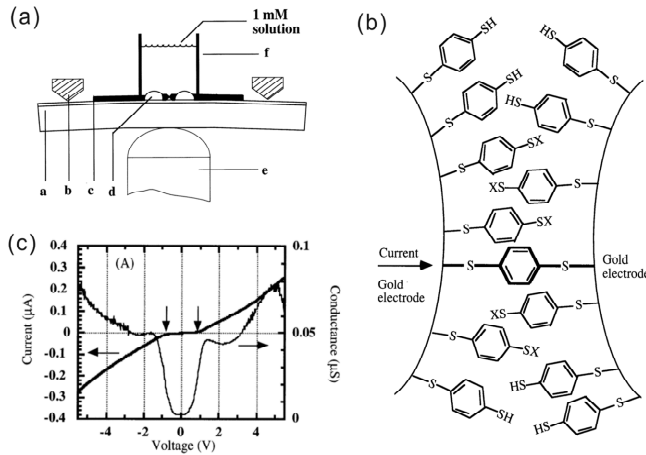 (a)
1 mM
solution
f
a
b
c
d
e
(b)
SH
HS
S
S
SH
HS
S
S
SX
S
XS
S
SX
S
Current
S
S
Gold
electrode
Gold
electrode
XS
S
S
SX
HS
S
S
SH
HS
S
(c)
(A)
0.4
0.3
0.2
0.1
0
-0.1
-0.2
-0.3
-0.4
Current (µA)
0.1
0.05
0
Conductance (µS)
-4
-2
0
2
4
Voltage (V)